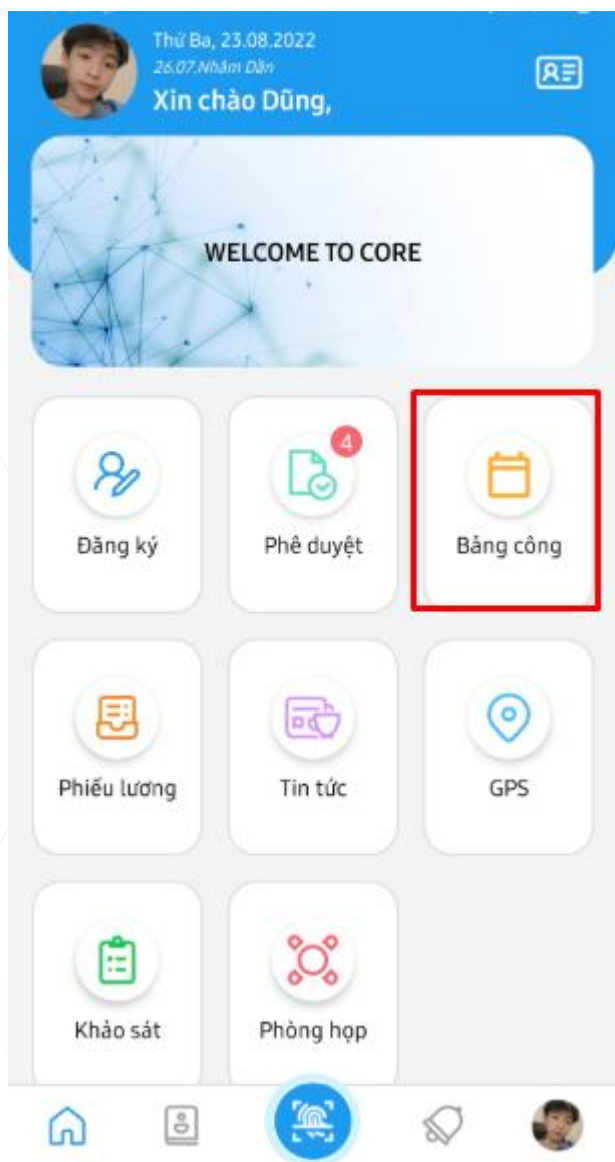 Thứ Ba, 23.08.2022
26.07.Nhâm Dần
Xin chào Dũng,
WELCOME TO CORE
4
Đăng ký
Phê duyệt
Bảng công
Phiếu lương
Tin tức
GPS
Khảo sát
Phòng họp